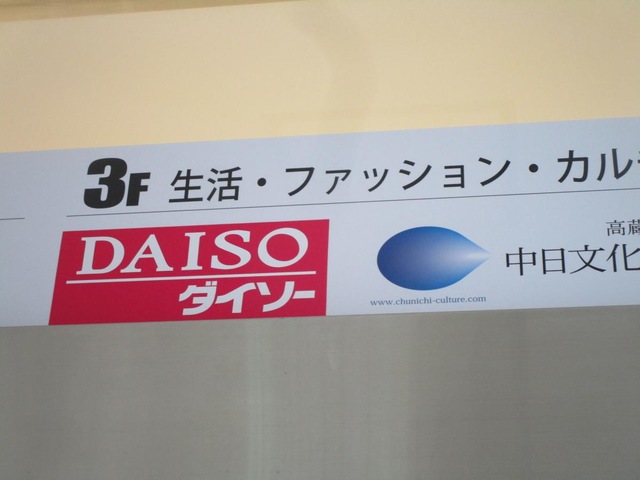 3F 生活・ファッション・カル
DAISO
ダイソー
高蔵
中日文化
www.chunichi-culture.com